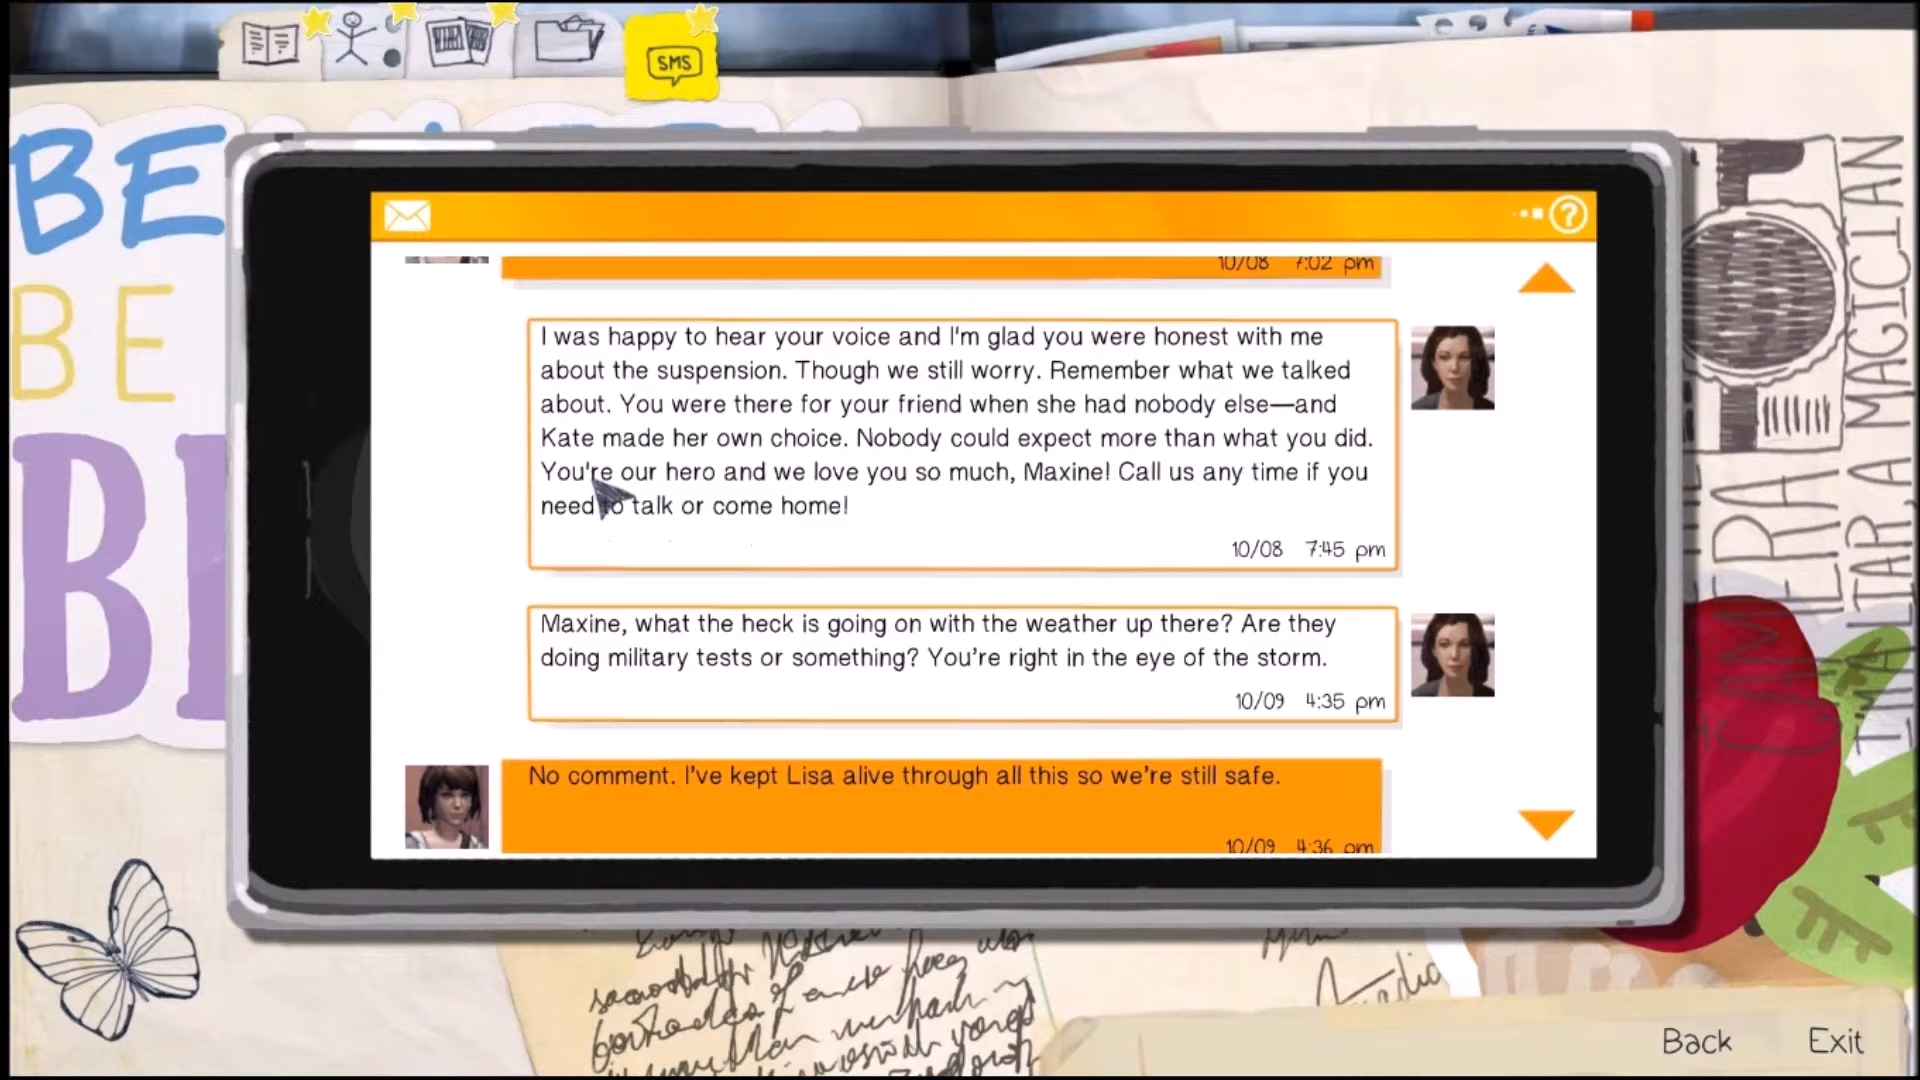 SMS
BE
BE
10/08 7:02 pm
I was happy to hear your voice and I'm glad you were honest with me
about the suspension. Though we still worry. Remember what we talked
about. You were there for your friend when she had nobody else—and
Kate made her own choice. Nobody could expect more than what you did.
You're our hero and we love you so much, Maxine! Call us any time if you
need to talk or come home!
10/08 7:45 pm
Maxine, what the heck is going on with the weather up there? Are they
doing military tests or something? You're right in the eye of the storm.
10/09 4:35 pm
No comment. I've kept Lisa alive through all this so we're still safe.
10/09 4:36 pm
MAGICIAN
Back
Exit